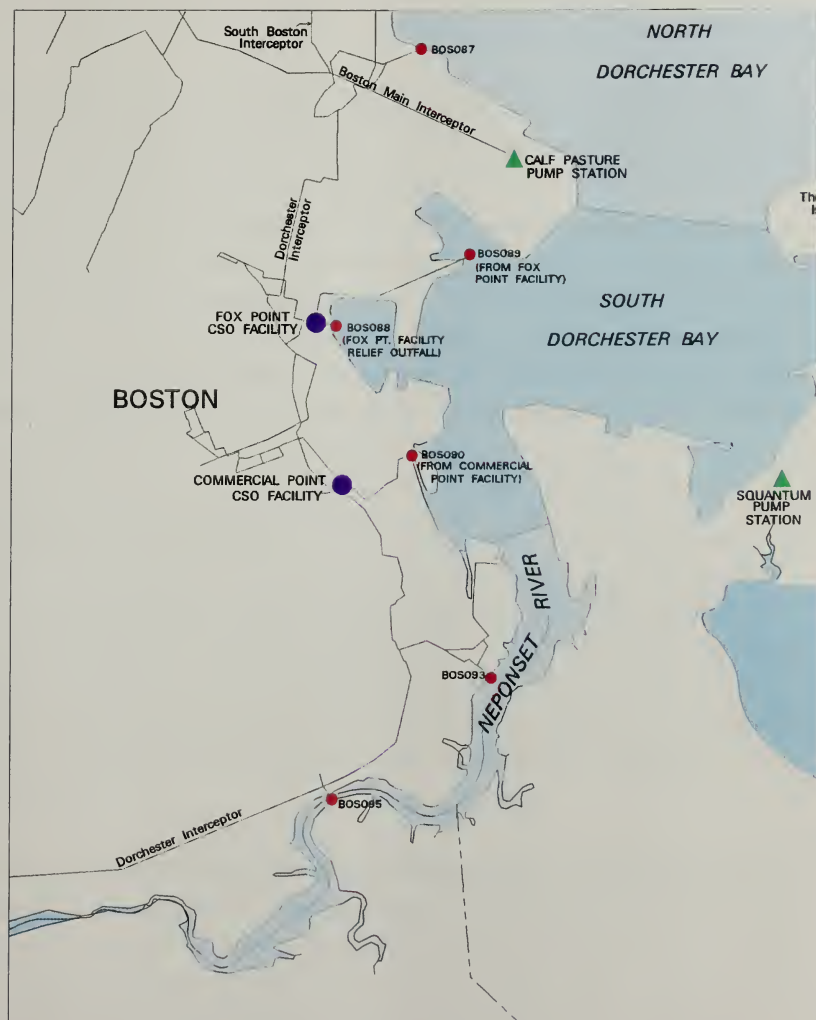 South Boston
Interceptor
BOS087
NORTH
DORCHESTER BAY
Boston Main Interceptor
CALF PASTURE
PUMP STATION
Dorchester
Interceptor
BOS089
(FROM FOX
POINT FACILITY)
SOUTH
DORCHESTER BAY
FOX POINT
CSO FACILITY
BOS088
(FOX PT. FACILITY
RELIEF OUTFALL)
BOSTON
BOS090
(FROM COMMERCIAL
POINT FACILITY)
COMMERCIAL POINT
CSO FACILITY
SQUANTUM
PUMP
STATION
NEPONSET RIVER
BOS093
BOS095
Dorchester Interceptor